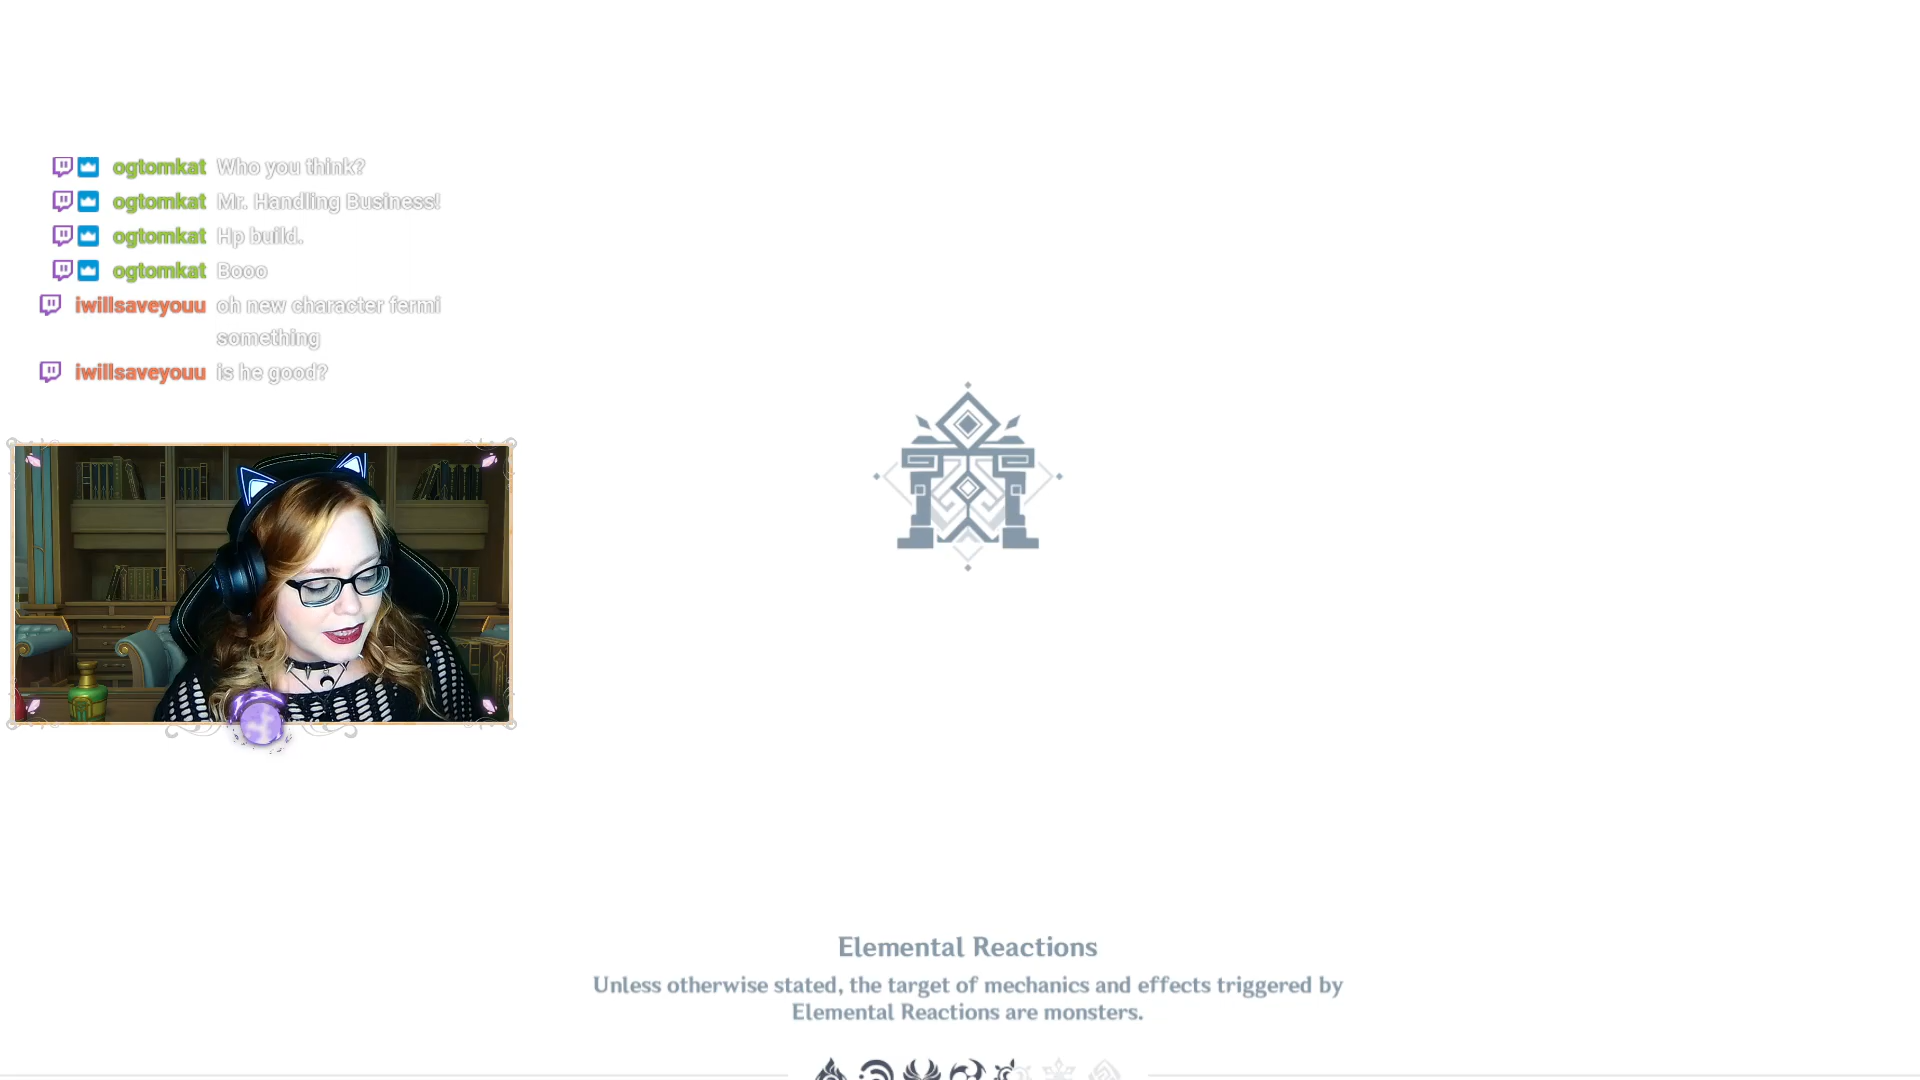 ogtomkat Who you think?
ogtomkat Mr. Handling Business!
ogtomkat Hp build.
ogtomkat Booo
iwillsaveyouu oh new character fermi
something
iwillsaveyouu is he good?
Elemental Reactions
Unless otherwise stated, the target of mechanics and effects triggered by
Elemental Reactions are monsters.